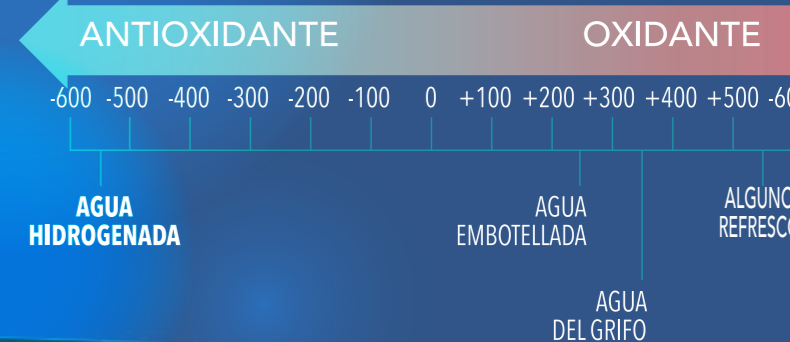 ANTIOXIDANTE OXIDANTE
-600 -500 -400 -300 -200 -100 0 +100 +200 +300 +400 +500
AGUA
HIDROGENADA
AGUA
EMBOTELLADA
AGUA
DEL GRIFO